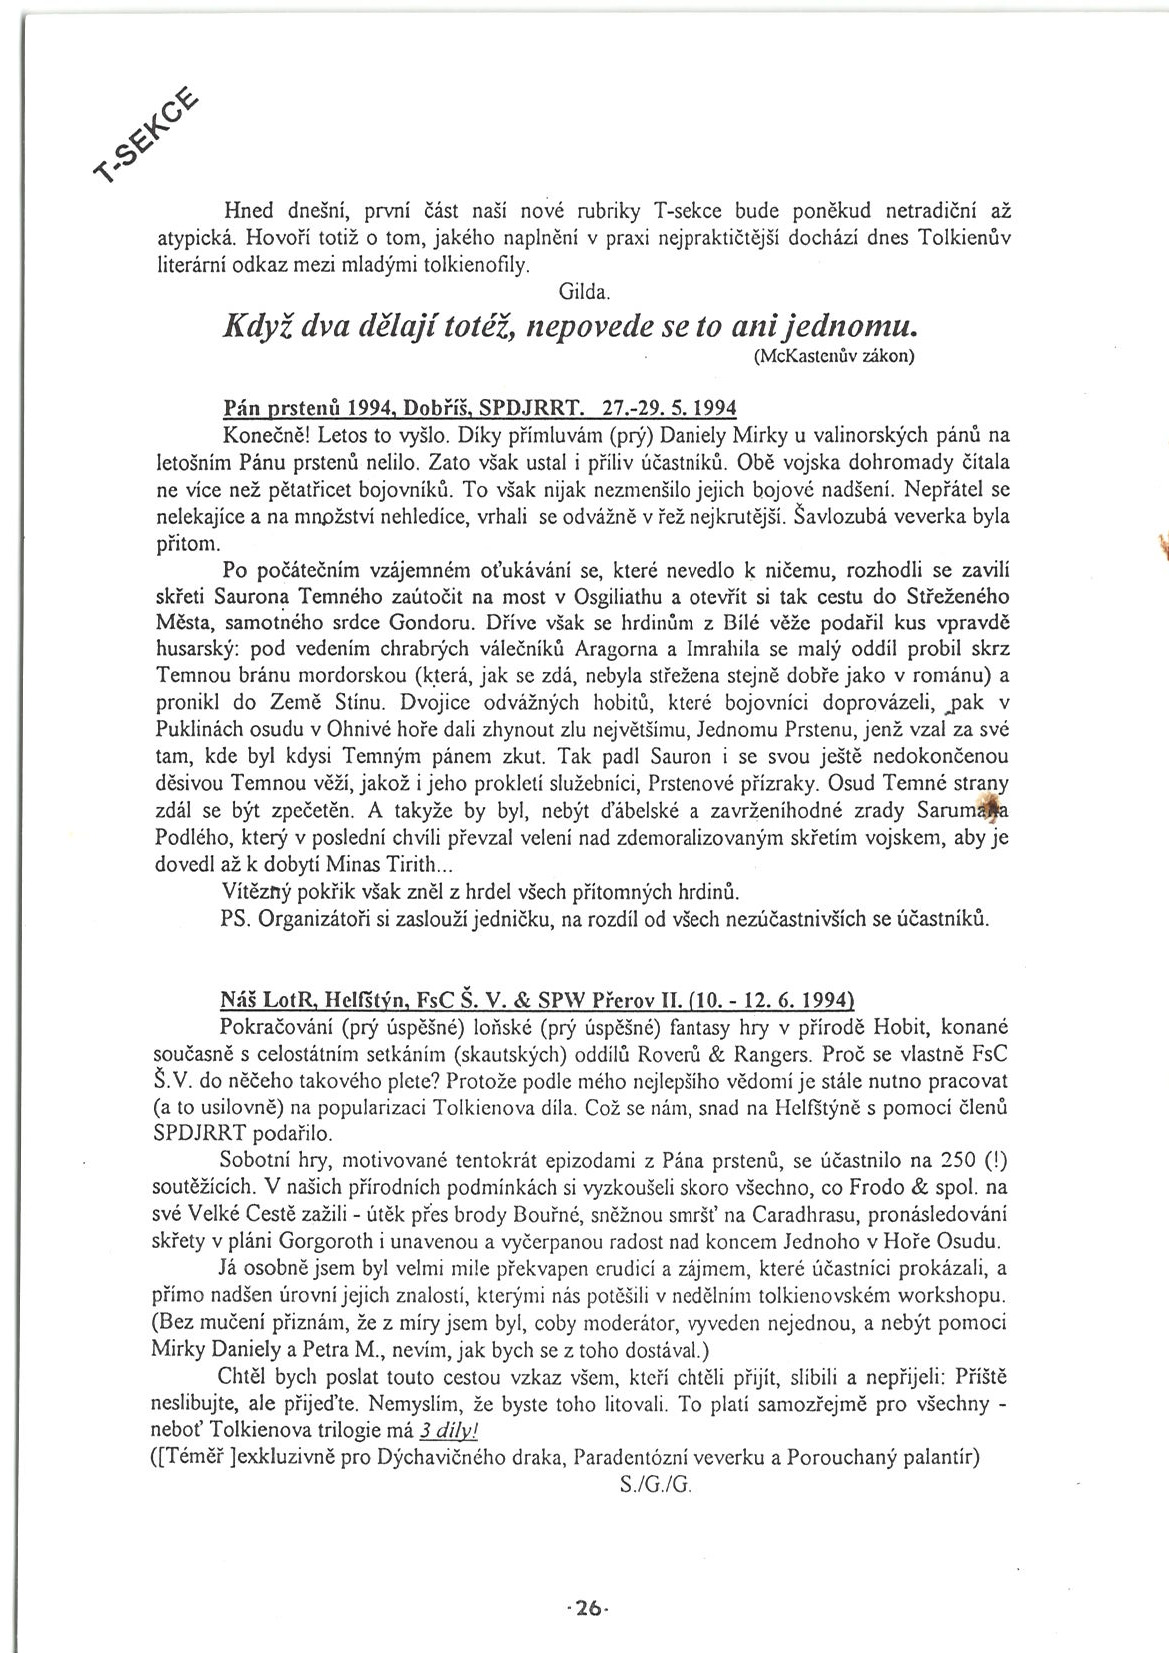 T-SEKCE
Hned dnešní, první část naší nové rubriky T-sekce bude poněkud netradiční až
atypická. Hovoří totiž o tom, jakého naplnění v praxi nejpraktičtější dochází dnes Tolkienův
literární odkaz mezi mladými tolkienofily.
Gilda.
Když dva dělají totéž, nepovede se to ani jednomu.
(McKastenův zákon)
Pán prstenů 1994, Dobříš, SPDJRRT. 27.-29. 5. 1994
Konečně! Letos to vyšlo. Díky přímluvám (prý) Daniely Mirky u valinorských pánů na
letošním Pánu prstenů nelilo. Zato však ustal i příliv účastníků. Obě vojska dohromady čítala
ne více než pětatřicet bojovníků. To však nijak nezmenšilo jejich bojové nadšení. Nepřátel se
nelekajíce a na množství nehledíce, vrhali se odvážně v řež nejkrutější. Šavlozubá veverka byla
přitom.
Po počátečním vzájemném oťukávání se, které nevedlo k ničemu, rozhodli se zavilí
skřeti Saurona Temného zaútočit na most v Osgiliathu a otevřít si tak cestu do Střeženého
Města, samotného srdce Gondoru. Dříve však se hrdinům z Bílé věže podařil kus vpravdě
husarský: pod vedením chrabrých válečníků Aragorna a Imrahila se malý oddíl probil skrz
Temnou bránu mordorskou (která, jak se zdá, nebyla střežena stejně dobře jako v románu) a
pronikl do Země Stínu. Dvojice odvážných hobitů, které bojovníci doprovázeli, pak v
Puklinách osudu v Ohnivé hoře dali zhynout zlu největšímu, Jednomu Prstenu, jenž vzal za své
tam, kde byl kdysi Temným pánem zkut. Tak padl Sauron i se svou ještě nedokončenou
děsivou Temnou věží, jakož i jeho prokletí služebníci, Prstenové přízraky. Osud Temné strany
zdál se být zpečetěn. A takyže by byl, nebýt ďábelské a zavrženíhodné zrady Sarumana
Podlého, který v poslední chvíli převzal velení nad zdemoralizovaným skřetím vojskem, aby je
dovedl až k dobytí Minas Tirith...
Vítězný pokřik však zněl z hrdel všech přítomných hrdinů.
PS. Organizátoři si zaslouží jedničku, na rozdíl od všech nezúčastnivších se účastníků.
Náš LotR, Helfštýn, FsC Š. V. & SPW Přerov II. (10. - 12. 6. 1994)
Pokračování (prý úspěšné) loňské (prý úspěšné) fantasy hry v přírodě Hobit, konané
současně s celostátním setkáním (skautských) oddílů Roverů & Rangers. Proč se vlastně FsC
Š.V. do něčeho takového plete? Protože podle mého nejlepšího vědomí je stále nutno pracovat
(a to usilovně) na popularizaci Tolkienova díla. Což se nám, snad na Helfštýně s pomocí členů
SPDJRRT podařilo.
Sobotní hry, motivované tentokrát epizodami z Pána prstenů, se účastnilo na 250 (!)
soutěžících. V našich přírodních podmínkách si vyzkoušeli skoro všechno, co Frodo & spol. na
své Velké Cestě zažili - útěk přes brody Bouřné, sněžnou smršť na Caradhrasu, pronásledování
skřety v pláni Gorgoroth i unavenou a vyčerpanou radost nad koncem Jednoho v Hoře Osudu.
Já osobně jsem byl velmi mile překvapen erudicí a zájmem, které účastníci prokázali, a
přímo nadšen úrovní jejich znalostí, kterými nás potěšili v nedělním tolkienovském workshopu.
(Bez mučení přiznám, že z míry jsem byl, coby moderátor, vyveden nejednou, a nebýt pomoci
Mirky Daniely a Petra M., nevím, jak bych se z toho dostával.)
Chtěl bych poslat touto cestou vzkaz všem, kteří chtěli přijít, slíbili a nepřijeli: Příště
neslibujte, ale přijeďte. Nemyslím, že byste toho litovali. To platí samozřejmě pro všechny -
neboť Tolkienova trilogie má 3 díly!
([Téměř ]exkluzivně pro Dýchavičného draka, Paradentózní veverku a Porouchaný palantír)
S./G./G.
-26-